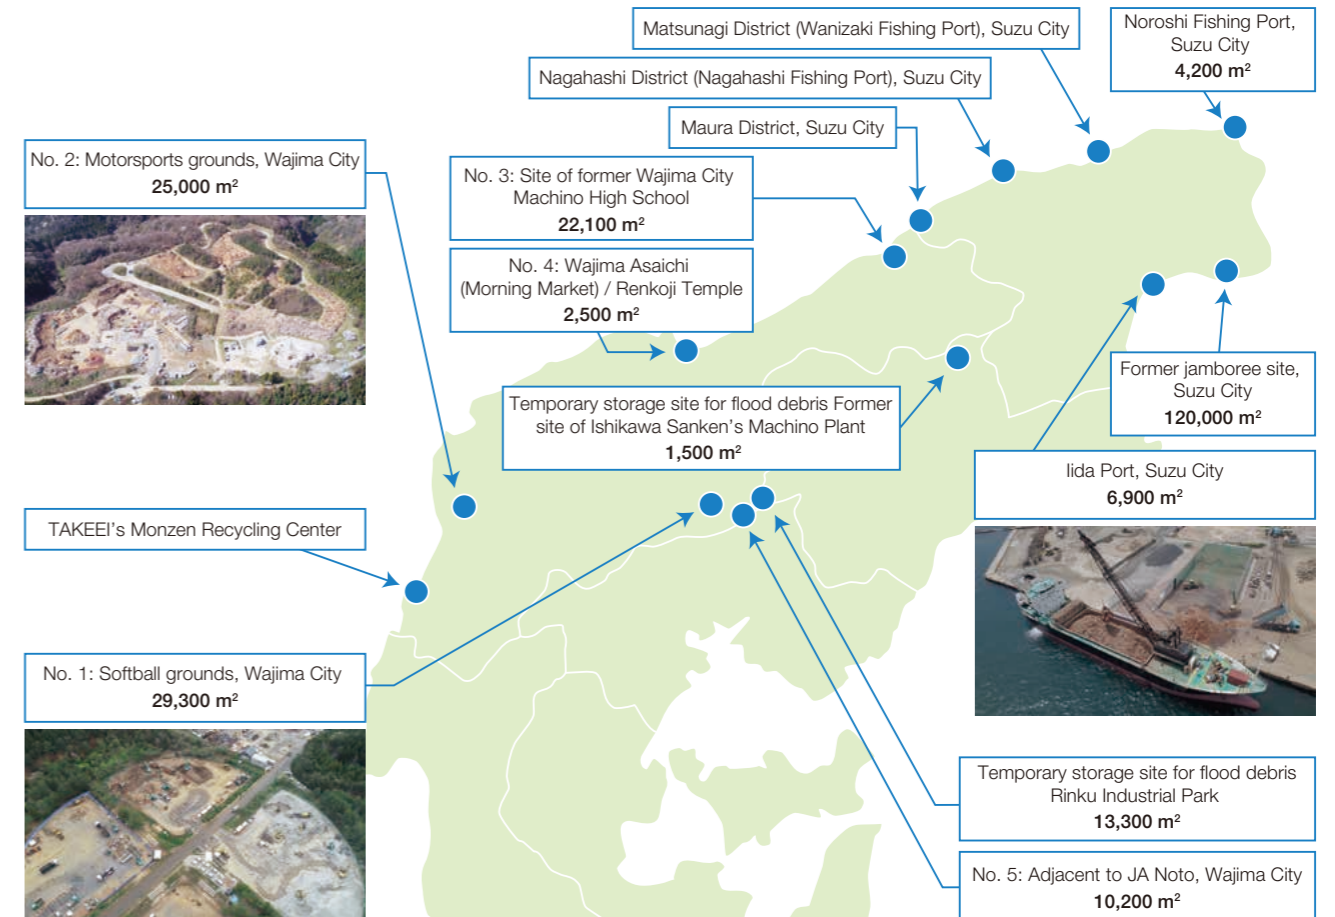 Matsunagi District (Wanizaki Fishing Port), Suzu City
Noroshi Fishing Port,
Suzu City
4,200 m²
Nagahashi District (Nagahashi Fishing Port), Suzu City
Maura District, Suzu City
No. 2: Motorsports grounds, Wajima City
25,000 m²
No. 3: Site of former Wajima City
Machino High School
22,100 m²
No. 4: Wajima Asaichi
(Morning Market) / Renkoji Temple
2,500 m²
Former jamboree site,
Suzu City
120,000 m²
Temporary storage site for flood debris Former
site of Ishikawa Sanken’s Machino Plant
1,500 m²
Iida Port, Suzu City
6,900 m²
TAKEEI’s Monzen Recycling Center
No. 1: Softball grounds, Wajima City
29,300 m²
Temporary storage site for flood debris
Rinku Industrial Park
13,300 m²
No. 5: Adjacent to JA Noto, Wajima City
10,200 m²